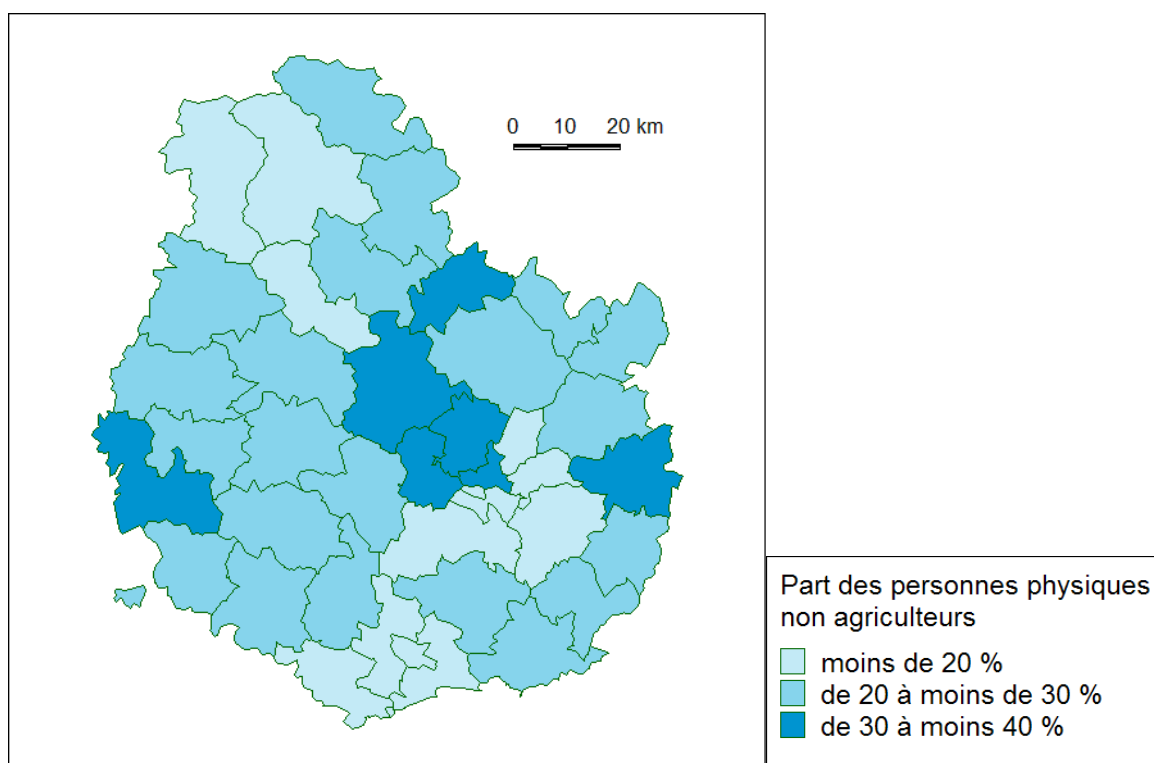 0 10 20 km
Part des personnes physiques
non agriculteurs
moins de 20 %
de 20 à moins de 30 %
de 30 à moins 40 %